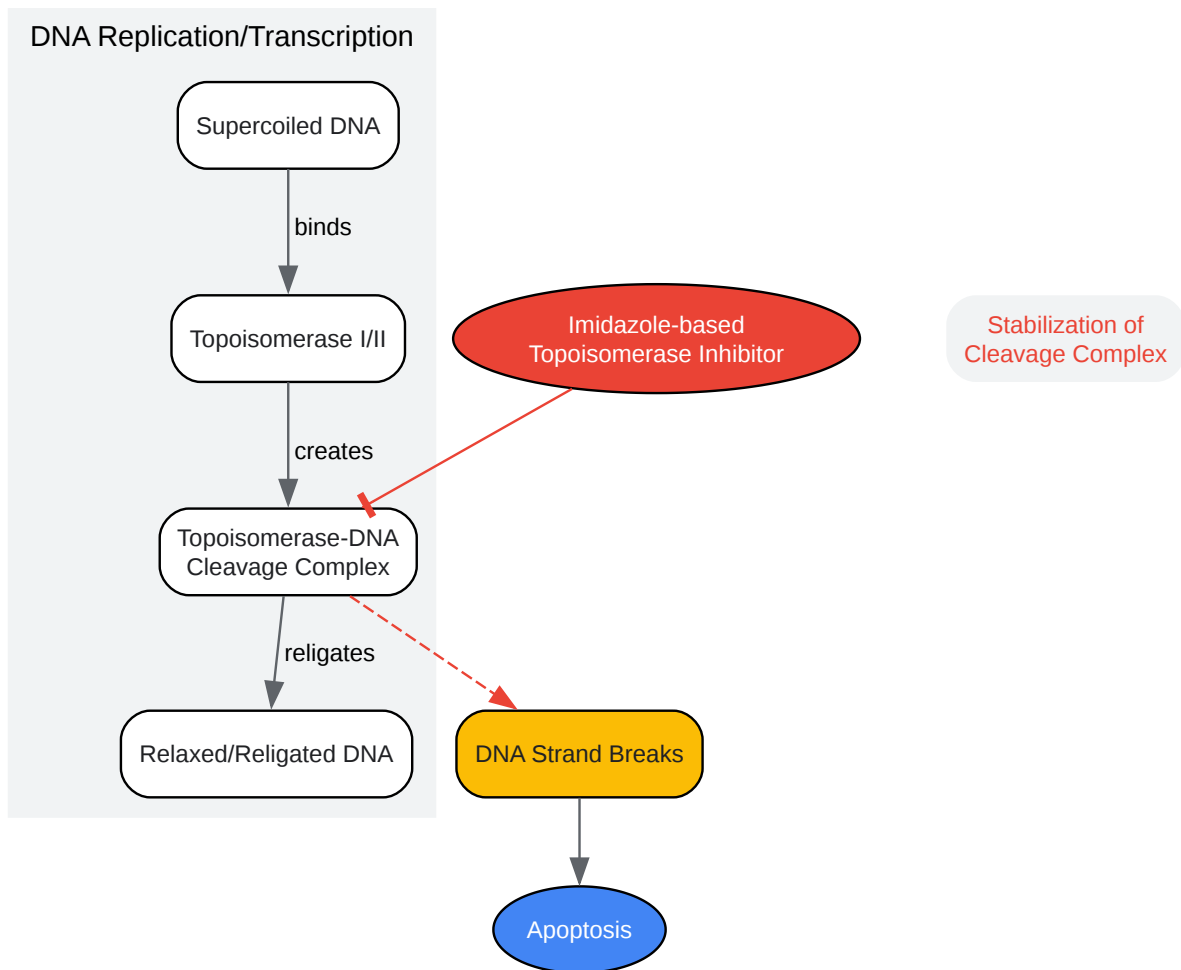 DNA Replication/Transcription
Supercoiled DNA
binds
Topoisomerase I/II
Imidazole-based
Topoisomerase Inhibitor
Stabilization of
Cleavage Complex
creates
Topoisomerase-DNA
Cleavage Complex
religates
Relaxed/Religated DNA
DNA Strand Breaks
Apoptosis